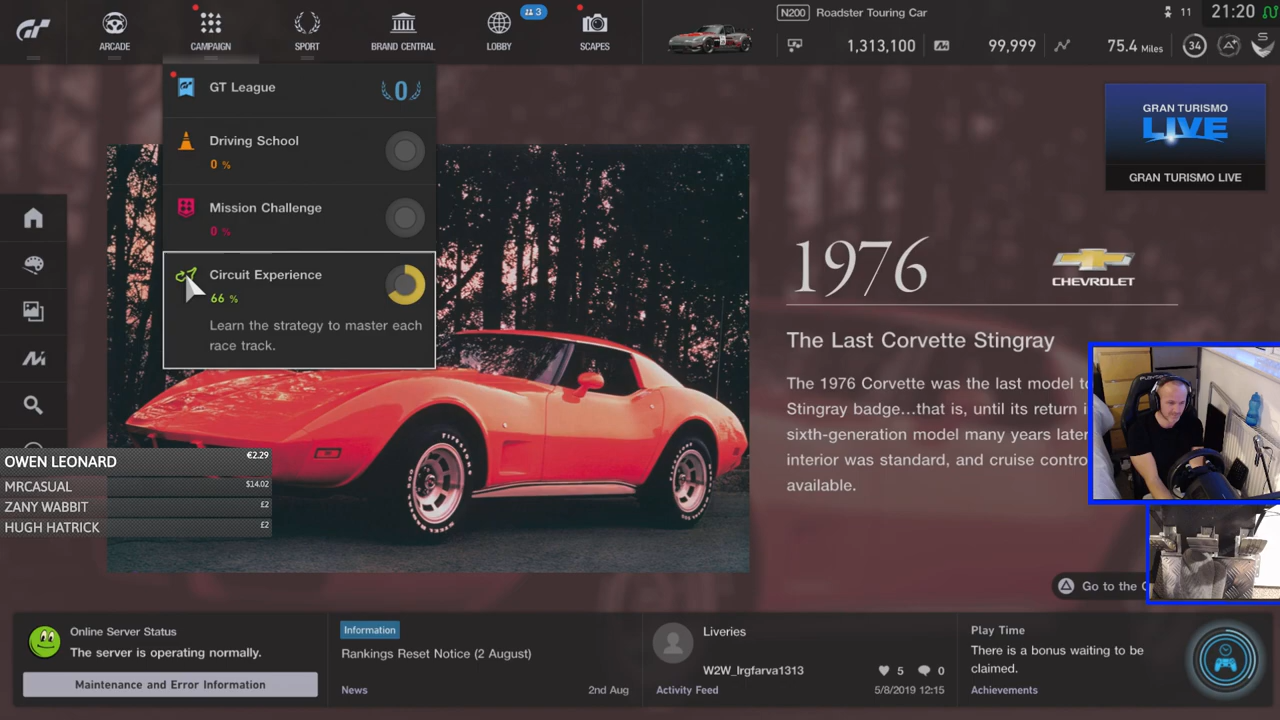 ARCADE
CAMPAIGN
SPORT
BRAND CENTRAL
3
LOBBY
SCAPES
N200 Roadster Touring Car
11
21:20
1,313,100
99,999
75.4 Miles
34
GT League
0
Driving School
0 %
Mission Challenge
0 %
Circuit Experience
66 %
Learn the strategy to master each
race track.
GRAN TURISMO
LIVE
GRAN TURISMO LIVE
1976
CHEVROLET
The Last Corvette Stingray
The 1976 Corvette was the last model to
Stingray badge...that is, until its return i
sixth-generation model many years later
interior was standard, and cruise contro
available.
OWEN LEONARD €2.29
MRCASUAL $14.02
ZANY WABBIT £2
HUGH HATRICK £2
Go to the
Online Server Status
The server is operating normally.
Maintenance and Error Information
Information
Rankings Reset Notice (2 August)
News 2nd Aug
Liveries
W2W_Irgfarva1313 5 0
Activity Feed 5/8/2019 12:15
Play Time
There is a bonus waiting to be
claimed.
Achievements